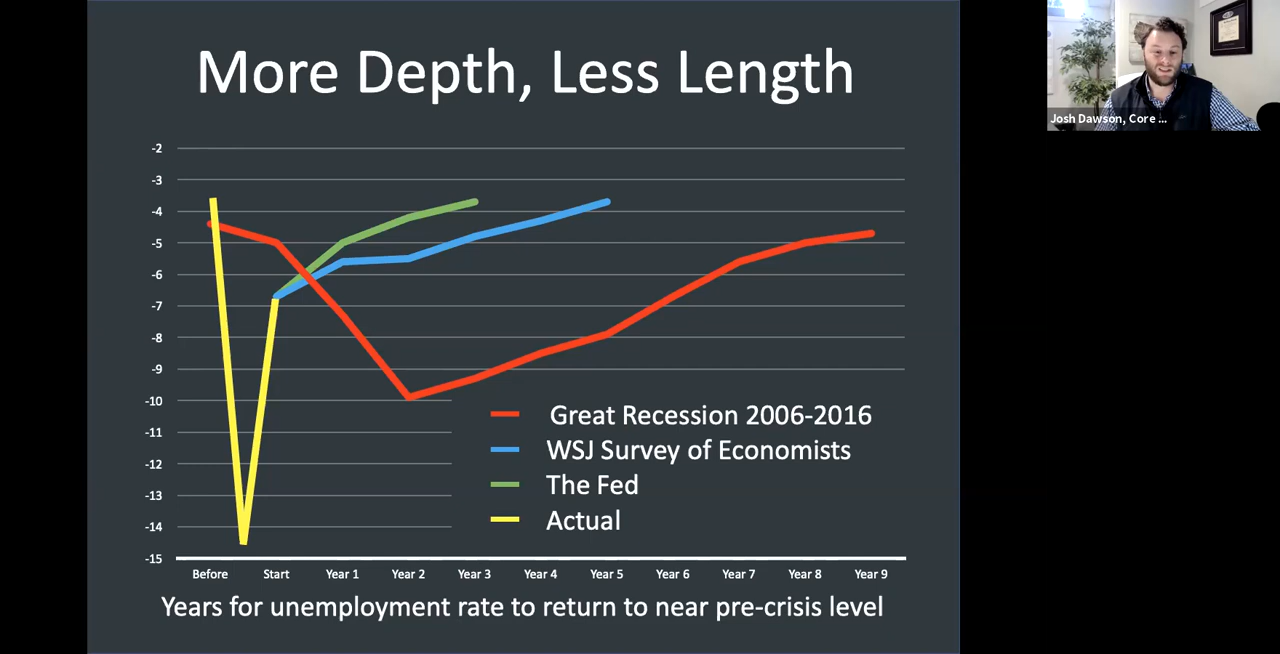 More Depth, Less Length
-2
-3
-4
-5
-6
-7
-8
-9
-10
-11
-12
-13
-14
-15
Before Start Year 1 Year 2 Year 3 Year 4 Year 5 Year 6 Year 7 Year 8 Year 9
Great Recession 2006-2016
WSJ Survey of Economists
The Fed
Actual
Years for unemployment rate to return to near pre-crisis level
Josh Dawson, Core ...